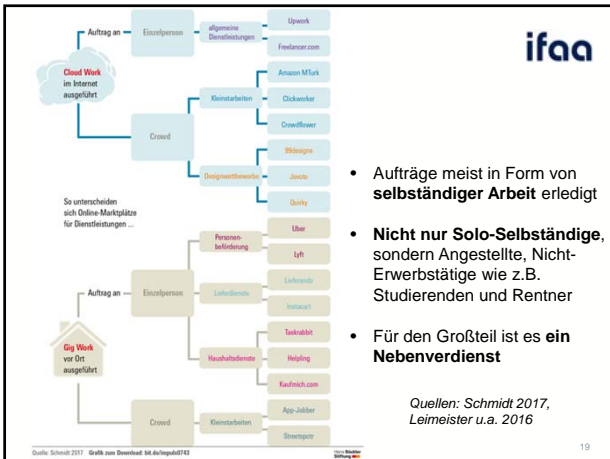 ifaa
Auftrag an
Einzelperson
allgemeine
Dienstleistungen
Upwork
Freelancer.com
Cloud Work
im Internet
ausgeführt
Crowd
Kleinstarbeiten
Amazon MTurk
Clickworker
Crowdflower
Designwettbewerbe
99designs
Jovoto
Quirky
So unterscheiden
sich Online-Marktplätze
für Dienstleistungen ...
Auftrag an
Einzelperson
Personen-
beförderung
Uber
Lyft
Lieferdienste
Lieferando
Instacart
Gig Work
vor Ort
ausgeführt
Haushaltsdienste
Taskrabbit
Helpling
Kaufmich.com
Crowd
Kleinstarbeiten
App-Jobber
Streetspotr
Quelle: Schmidt 2017 Grafik zum Download: bit.do/impuls0743
Hans Böckler
Stiftung
• Aufträge meist in Form von
selbständiger Arbeit erledigt
• Nicht nur Solo-Selbständige,
sondern Angestellte, Nicht-
Erwerbstätige wie z.B.
Studierenden und Rentner
• Für den Großteil ist es ein
Nebenverdienst
Quellen: Schmidt 2017,
Leimeister u.a. 2016
19